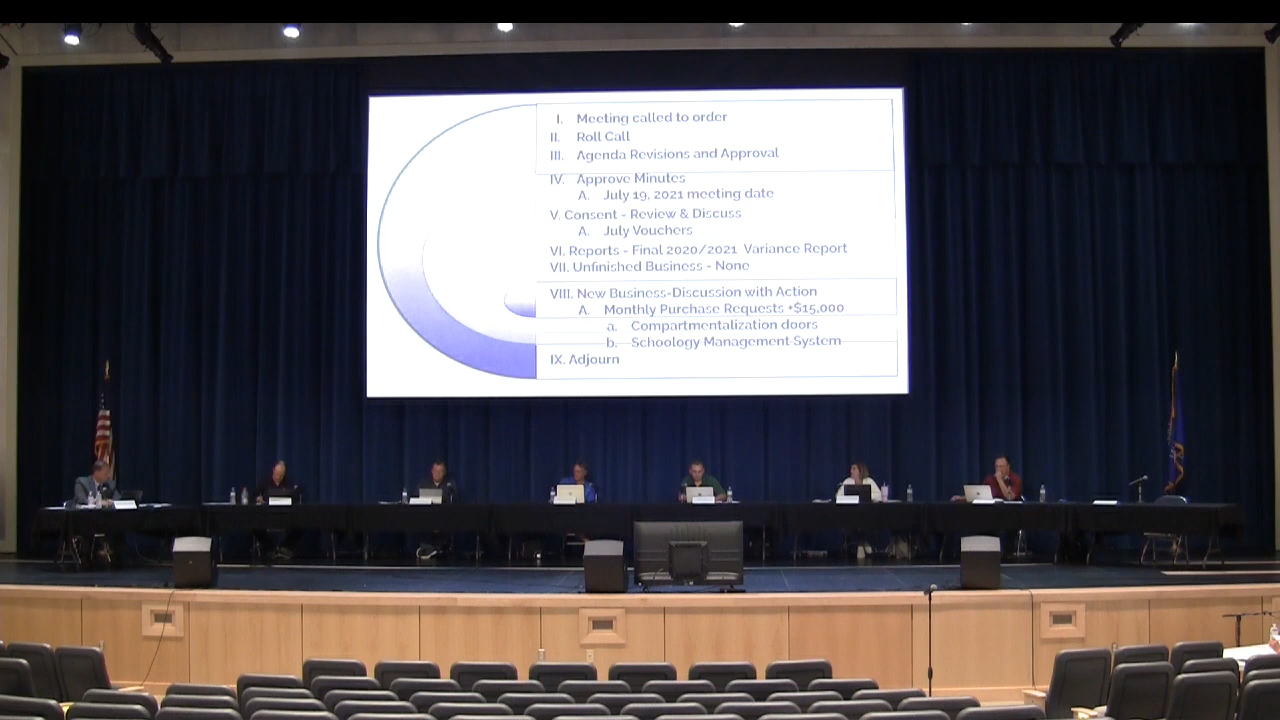 I. Meeting called to order
II. Roll Call
III. Agenda Revisions and Approval
IV. Approve Minutes
A. July 19, 2021 meeting date
V. Consent - Review & Discuss
A. July Vouchers
VI. Reports - Final 2020/2021 Variance Report
VII. Unfinished Business - None
VIII. New Business-Discussion with Action
A. Monthly Purchase Requests +$15,000
a. Compartmentalization doors
b. Schoology Management System
IX. Adjourn